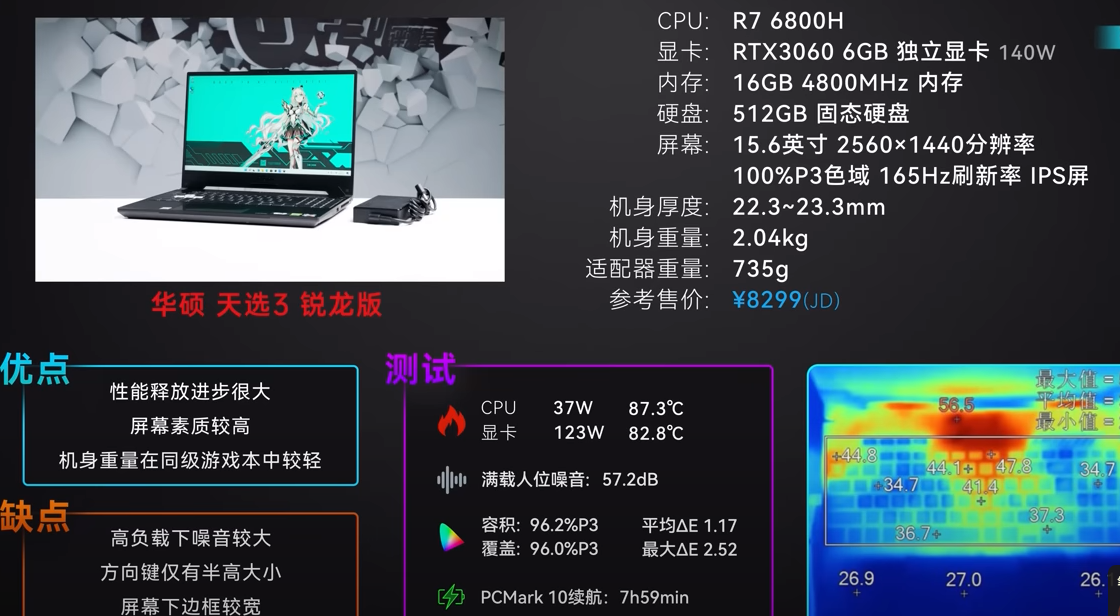 CPU: R7 6800H
显卡: RTX3060 6GB 独立显卡 140W
内存: 16GB 4800MHz 内存
硬盘: 512GB 固态硬盘
屏幕: 15.6英寸 2560×1440分辨率
100%P3色域 165Hz刷新率 IPS屏
机身厚度: 22.3~23.3mm
机身重量: 2.04kg
适配器重量: 735g
参考售价: ¥8299(JD)
华硕 天选3 锐龙版
优点
性能释放进步很大
屏幕素质较高
机身重量在同级游戏本中较轻
缺点
高负载下噪音较大
方向键仅有半高大小
屏幕下边框较宽
测试
CPU 37W 87.3℃
显卡 123W 82.8℃
满载人位噪音: 57.2dB
容积: 96.2%P3 平均ΔE 1.17
覆盖: 96.0%P3 最大ΔE 2.52
PCMark 10续航: 7h59min
最大值 =
平均值 =
最小值 =
56.5
44.8
44.1
47.8
34.7
34.7
41.4
37.3
36.7
26.9
27.0
26.